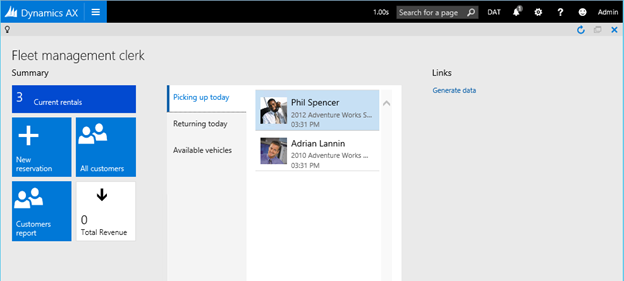 Dynamics AX
1.00s
Search for a page
DAT
1
?
Admin
Fleet management clerk
Summary
3 Current rentals
New reservation
All customers
Customers report
0
Total Revenue
Picking up today
Returning today
Available vehicles
Phil Spencer
2012 Adventure Works S...
03:31 PM
Adrian Lannin
2010 Adventure Works ...
03:31 PM
Links
Generate data